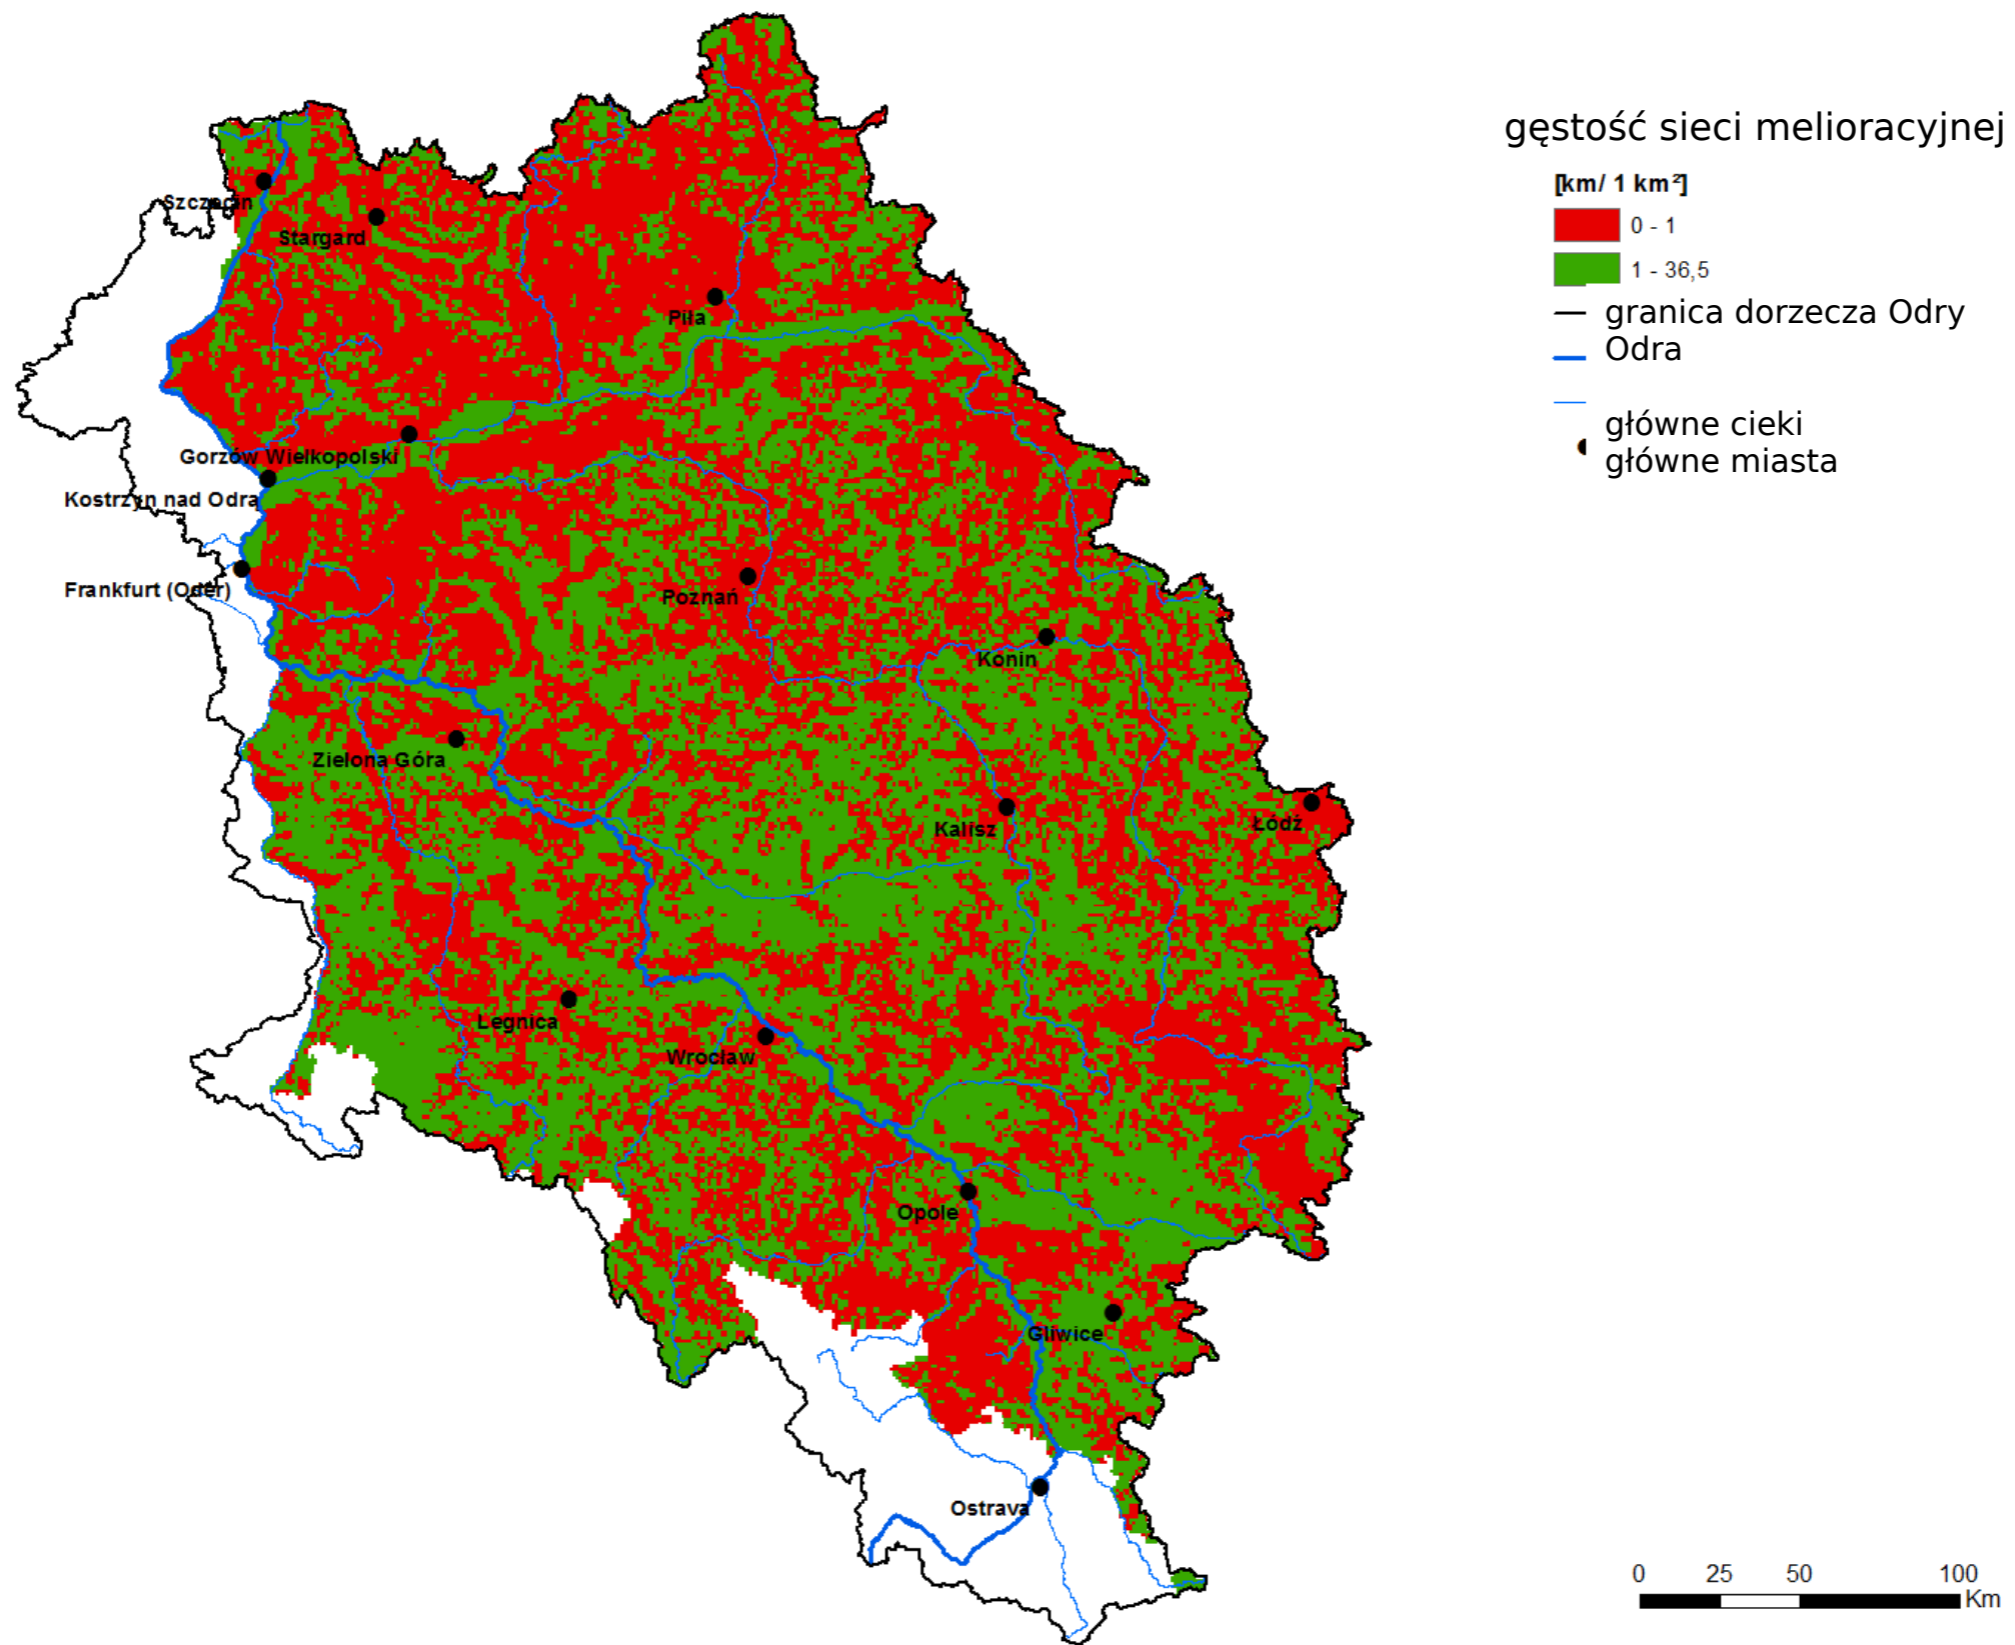 gęstość sieci melioracyjnej
[km/ 1 km²]
0 - 1
1 - 36,5
granica dorzecza Odry
Odra
główne cieki
główne miasta
Szczecin
Stargard
Piła
Gorzów Wielkopolski
Kostrzyn nad Odrą
Frankfurt (Oder)
Poznań
Konin
Zielona Góra
Kalisz
Łódź
Legnica
Wrocław
Opole
Gliwice
Ostrava
0 25 50 100
Km